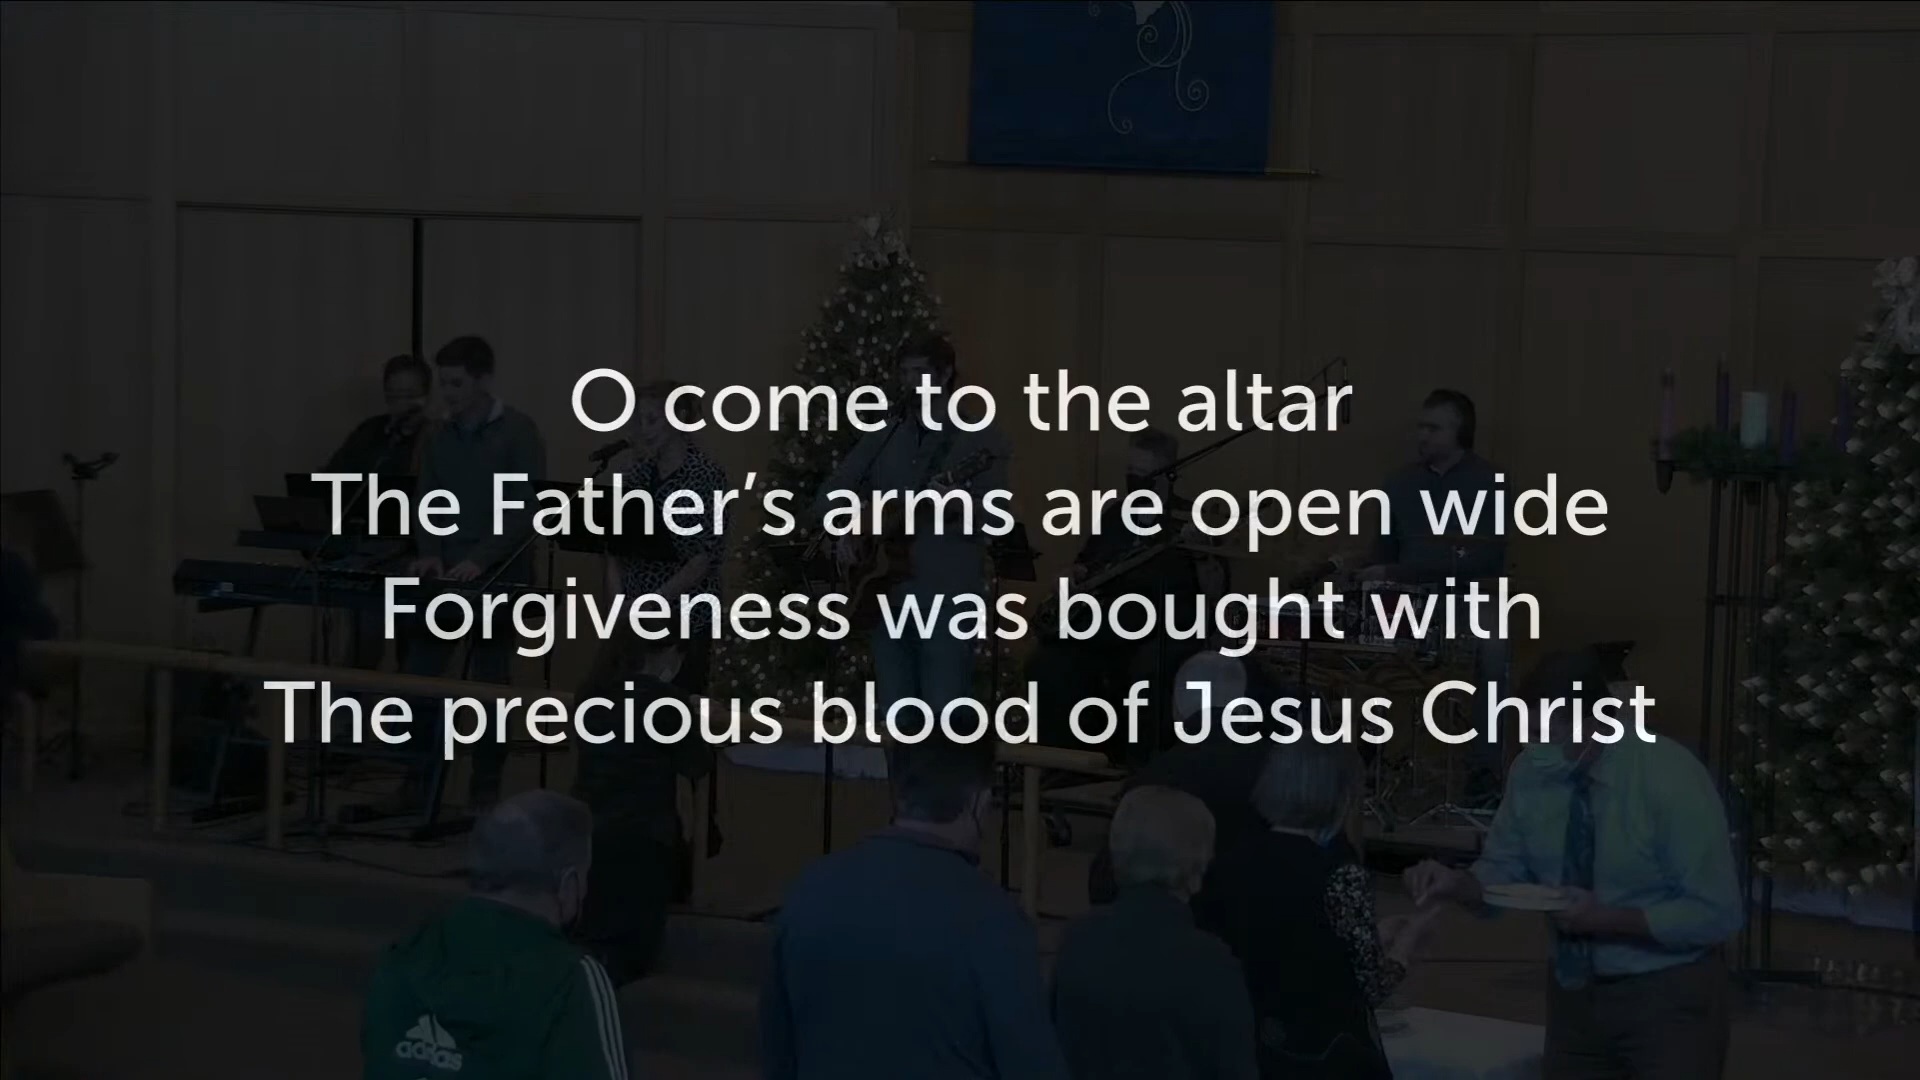 O come to the altar
The Father’s arms are open wide
Forgiveness was bought with
The precious blood of Jesus Christ
adidas